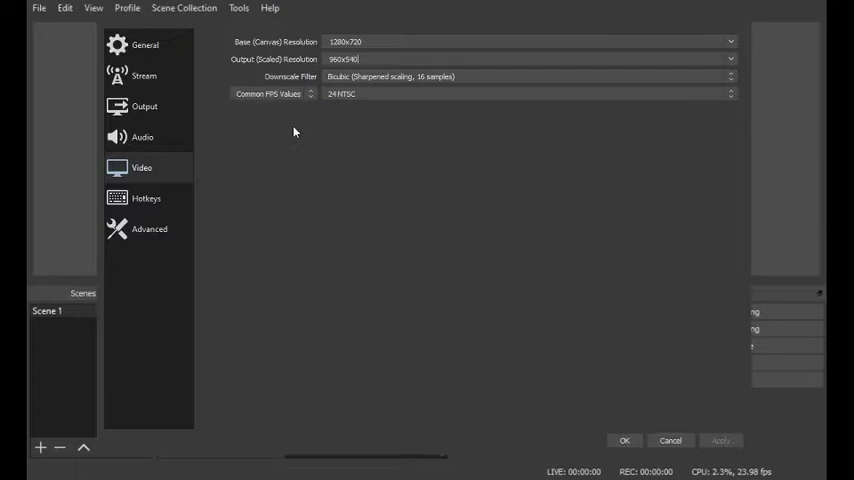 File Edit View Profile Scene Collection Tools Help
General
Stream
Output
Audio
Video
Hotkeys
Advanced
Base (Canvas) Resolution 1280x720
Output (Scaled) Resolution 960x540
Downscale Filter Bicubic (Sharpened scaling, 16 samples)
Common FPS Values 24 NTSC
Scenes
Scene 1
ng
ng
e
OK Cancel Apply
LIVE: 00:00:00 REC: 00:00:00 CPU: 2.3%, 23.98 fps